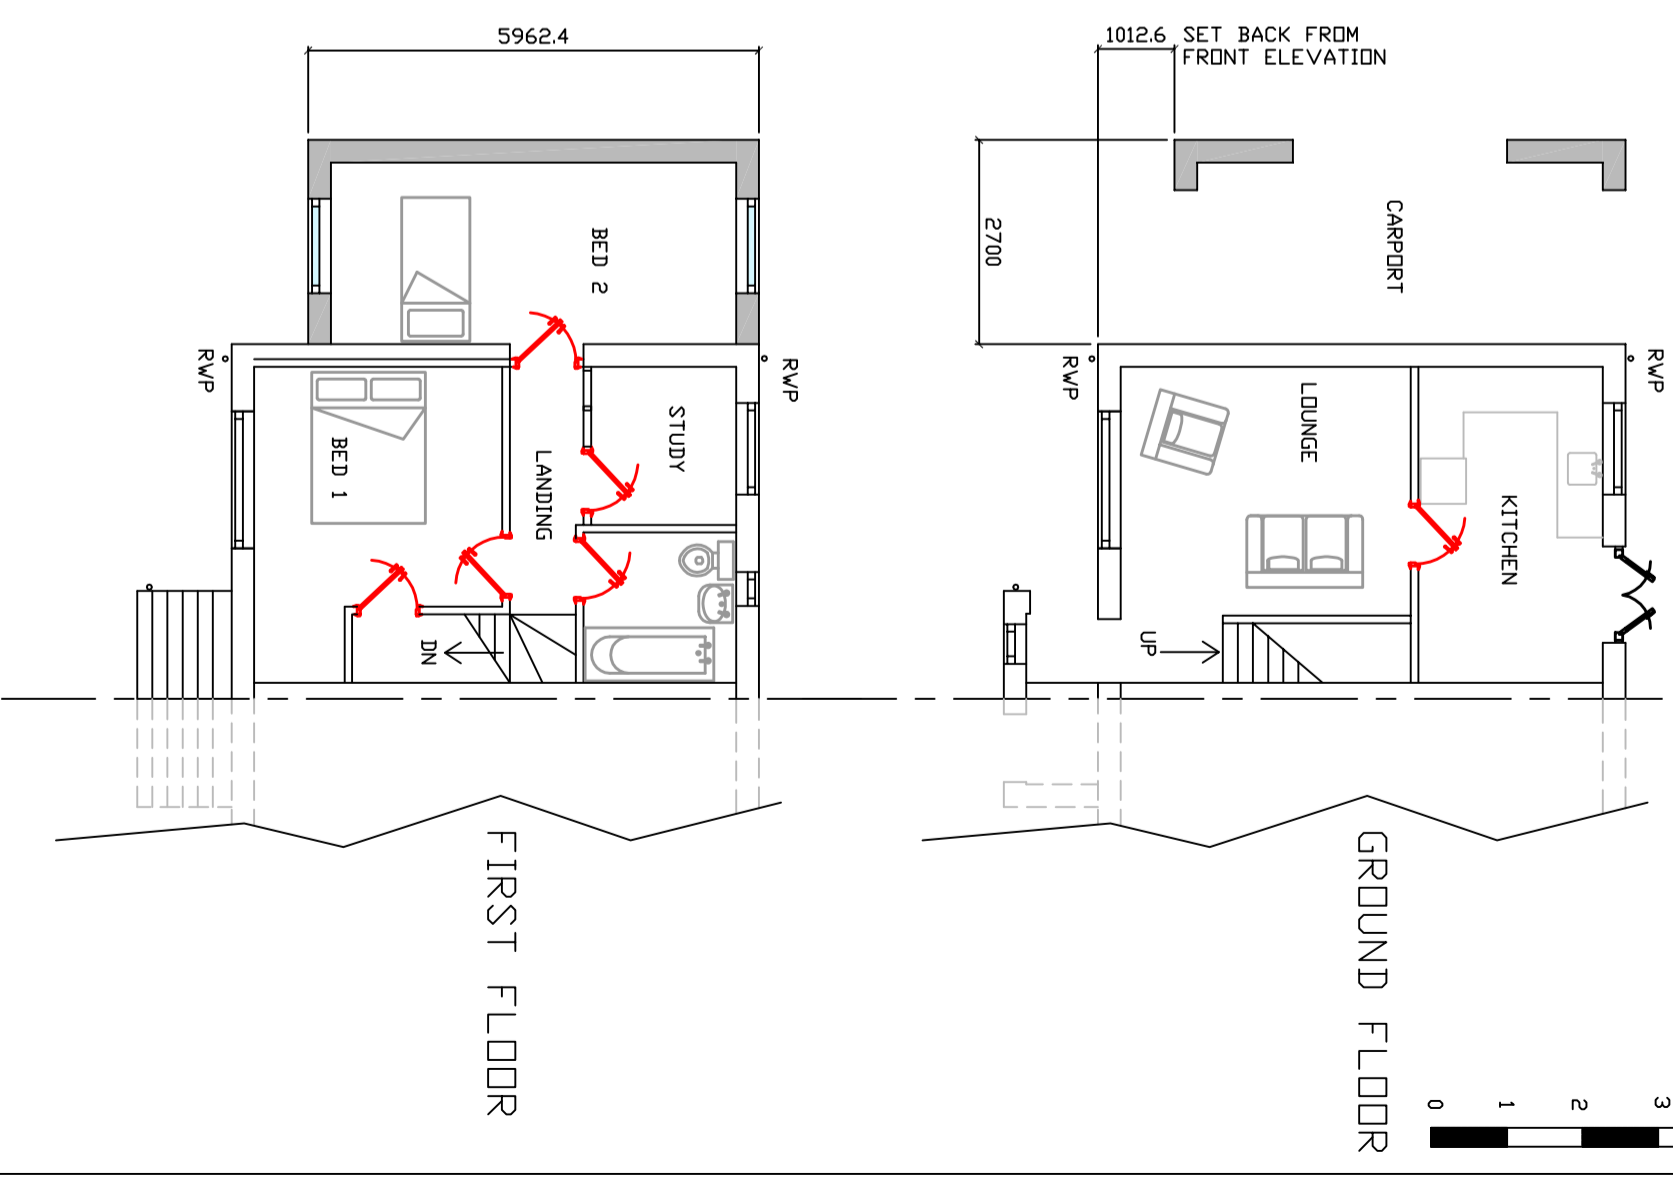 5962.4
1012.6 SET BACK FROM
FRONT ELEVATION
2700
CARPORT
BED 2
RWP
RWP
RWP
RWP
STUDY
LOUNGE
BED 1
LANDING
KITCHEN
DN
UP
FIRST FLOOR
GROUND FLOOR
0 1 2 3